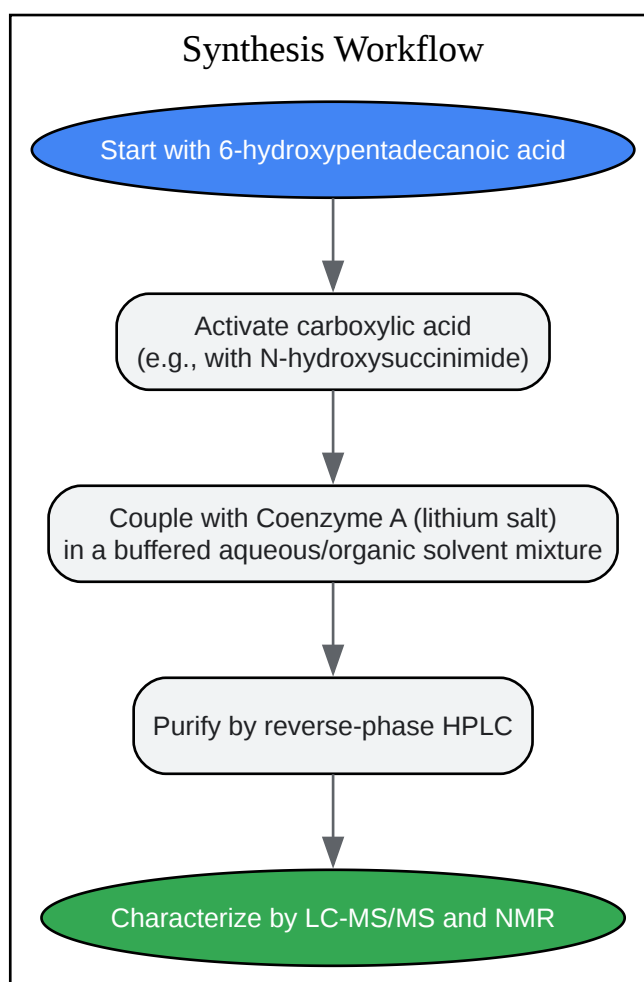 Synthesis Workflow
Start with 6-hydroxypentadecanoic acid
Activate carboxylic acid
(e.g., with N-hydroxysuccinimide)
Couple with Coenzyme A (lithium salt)
in a buffered aqueous/organic solvent mixture
Purify by reverse-phase HPLC
Characterize by LC-MS/MS and NMR